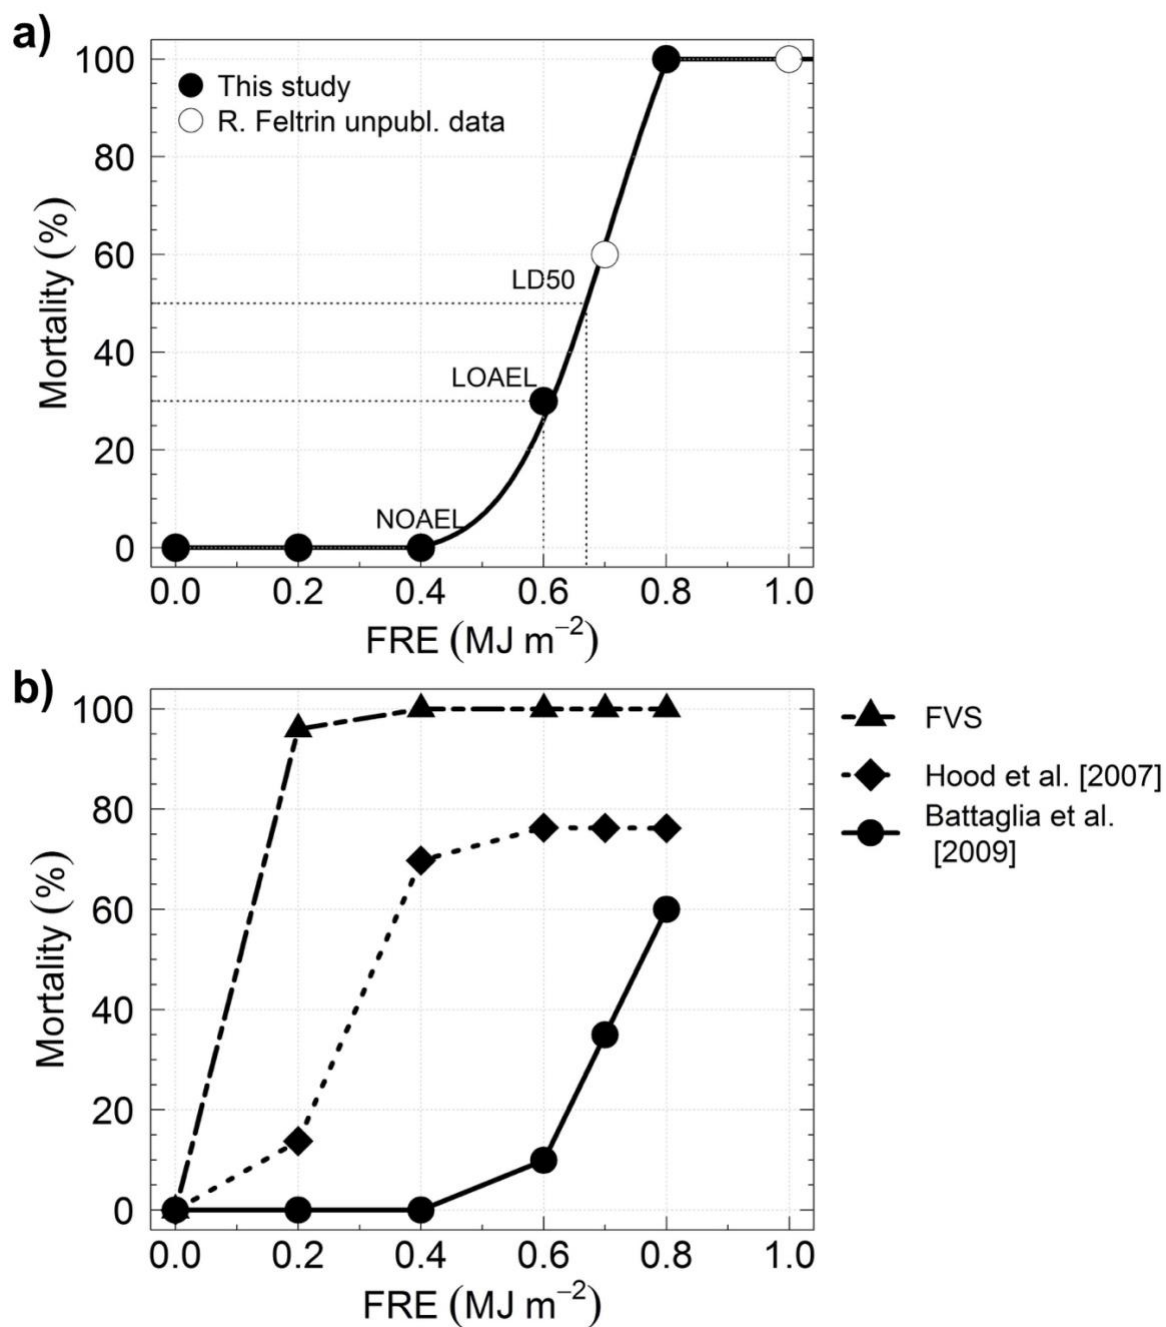 a)
100
80
60
40
20
0
Mortality (%)
This study
R. Feltrin unpubl. data
LD50
LOAEL
NOAEL
0.0 0.2 0.4 0.6 0.8 1.0
FRE (MJ m⁻²)
b)
100
80
60
40
20
0
Mortality (%)
0.0 0.2 0.4 0.6 0.8 1.0
FRE (MJ m⁻²)
FVS
Hood et al. [2007]
Battaglia et al.
[2009]